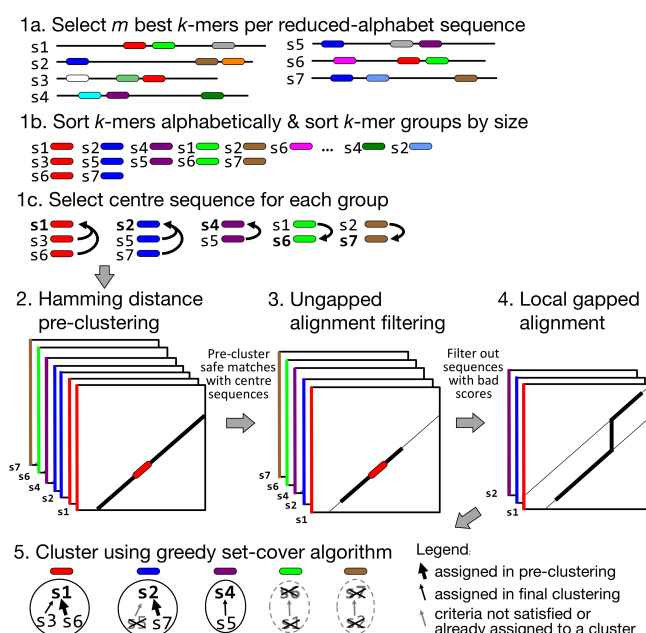 1a. Select m best k-mers per reduced-alphabet sequence
s1
s2
s3
s4
s5
s6
s7
1b. Sort k-mers alphabetically & sort k-mer groups by size
s1 s2 s4 s1 s2 s6 ... s4 s2
s3 s5 s5 s6 s7
s6 s7
1c. Select centre sequence for each group
s1 s2 s4 s1 s2
s3 s5 s5 s6 s7
s6 s7
2. Hamming distance
pre-clustering
s7
s6
s4
s2
s1
Pre-cluster
safe matches
with centre
sequences
3. Ungapped
alignment filtering
s7
s6
s4
s2
s1
Filter out
sequences
with bad
scores
4. Local gapped
alignment
s2
s1
5. Cluster using greedy set-cover algorithm
s1 s2 s4 s6 s7
s3 s6 s5 s7 s5 s1 s2
Legend:
assigned in pre-clustering
assigned in final clustering
criteria not satisfied or
already assigned to a cluster